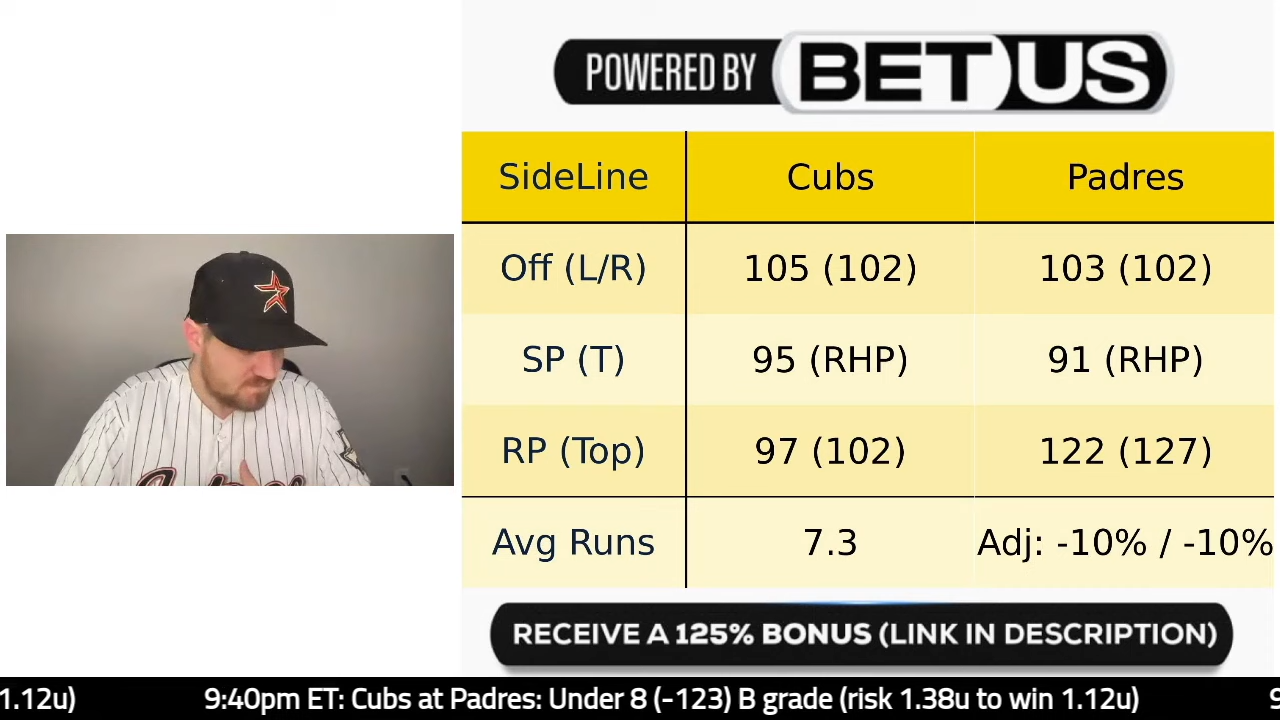 POWERED BY BETUS
SideLine Cubs Padres
Off (L/R) 105 (102) 103 (102)
SP (T) 95 (RHP) 91 (RHP)
RP (Top) 97 (102) 122 (127)
Avg Runs 7.3 Adj: -10% / -10%
RECEIVE A 125% BONUS (LINK IN DESCRIPTION)
1.12u) 9:40pm ET: Cubs at Padres: Under 8 (-123) B grade (risk 1.38u to win 1.12u) 9